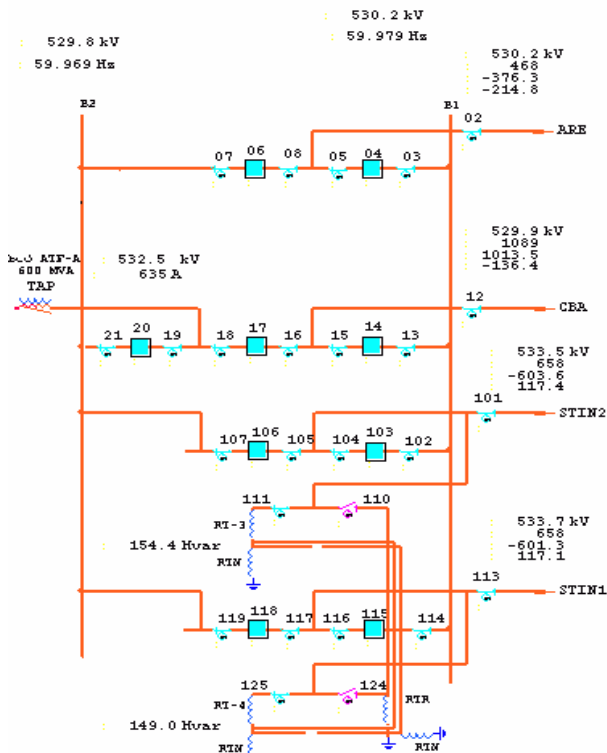 530.2 kV
59.979 Hz
529.8 kV
59.969 Hz
530.2 kV
468
-376.3
-214.8
B2
B1
02
ARE
07
06
08
05
04
03
529.9 kV
1089
1013.5
-136.4
ATF-A
600 MVA
TAP
532.5 kV
635 A
12
CBA
21
20
19
18
17
16
15
14
13
533.5 kV
658
-603.6
117.4
101
STIN2
107
106
105
104
103
102
111
110
RT-3
154.4 Mvar
RTN
533.7 kV
658
-601.3
117.1
113
STIN1
119
118
117
116
115
114
125
124
RT-4
RTR
149.0 Mvar
RTN
RTN